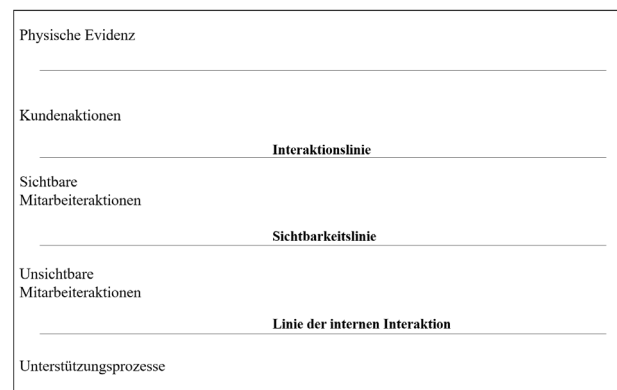 Physische Evidenz
Kundenaktionen
Interaktionslinie
Sichtbare
Mitarbeiteraktionen
Sichtbarkeitslinie
Unsichtbare
Mitarbeiteraktionen
Linie der internen Interaktion
Unterstützungsprozesse